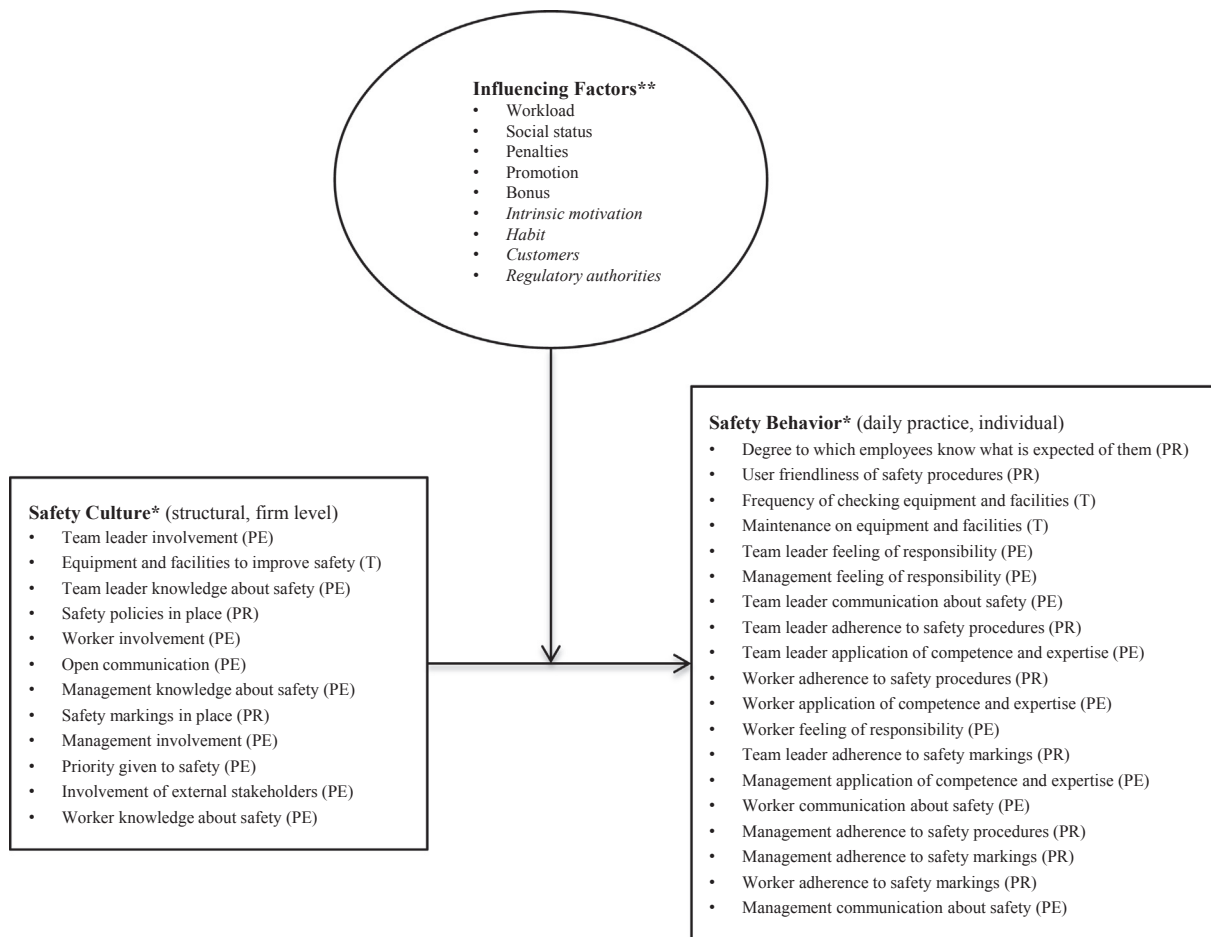 Influencing Factors**
• Workload
• Social status
• Penalties
• Promotion
• Bonus
• Intrinsic motivation
• Habit
• Customers
• Regulatory authorities
Safety Culture* (structural, firm level)
• Team leader involvement (PE)
• Equipment and facilities to improve safety (T)
• Team leader knowledge about safety (PE)
• Safety policies in place (PR)
• Worker involvement (PE)
• Open communication (PE)
• Management knowledge about safety (PE)
• Safety markings in place (PR)
• Management involvement (PE)
• Priority given to safety (PE)
• Involvement of external stakeholders (PE)
• Worker knowledge about safety (PE)
Safety Behavior* (daily practice, individual)
• Degree to which employees know what is expected of them (PR)
• User friendliness of safety procedures (PR)
• Frequency of checking equipment and facilities (T)
• Maintenance on equipment and facilities (T)
• Team leader feeling of responsibility (PE)
• Management feeling of responsibility (PE)
• Team leader communication about safety (PE)
• Team leader adherence to safety procedures (PR)
• Team leader application of competence and expertise (PE)
• Worker adherence to safety procedures (PR)
• Worker application of competence and expertise (PE)
• Worker feeling of responsibility (PE)
• Team leader adherence to safety markings (PR)
• Management application of competence and expertise (PE)
• Worker communication about safety (PE)
• Management adherence to safety procedures (PR)
• Management adherence to safety markings (PR)
• Worker adherence to safety markings (PR)
• Management communication about safety (PE)